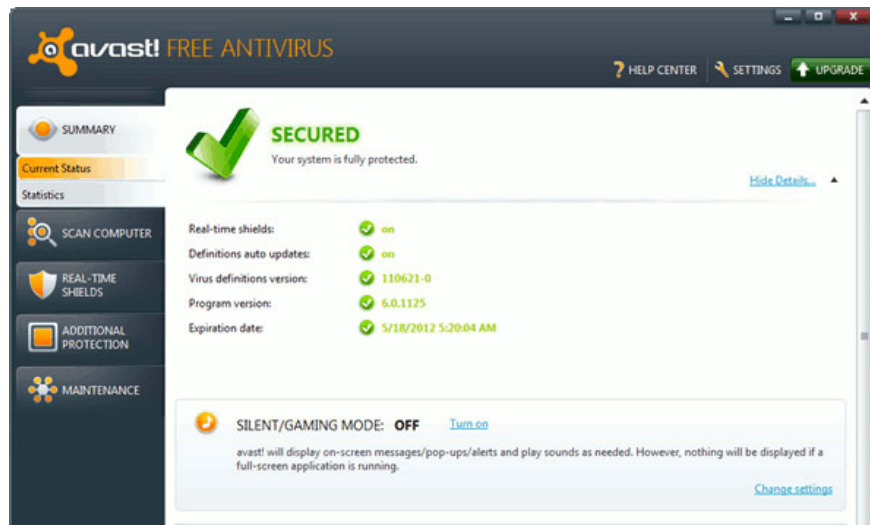 avast! FREE ANTIVIRUS
HELP CENTER SETTINGS UPGRADE
SUMMARY
Current Status
Statistics
SCAN COMPUTER
REAL-TIME
SHIELDS
ADDITIONAL
PROTECTION
MAINTENANCE
SECURED
Your system is fully protected.
Hide Details...
Real-time shields: on
Definitions auto updates: on
Virus definitions version: 110621-0
Program version: 6.0.1125
Expiration date: 5/18/2012 5:20:04 AM
SILENT/GAMING MODE: OFF Turn on
avast! will display on-screen messages/pop-ups/alerts and play sounds as needed. However, nothing will be displayed if a
full-screen application is running.
Change settings